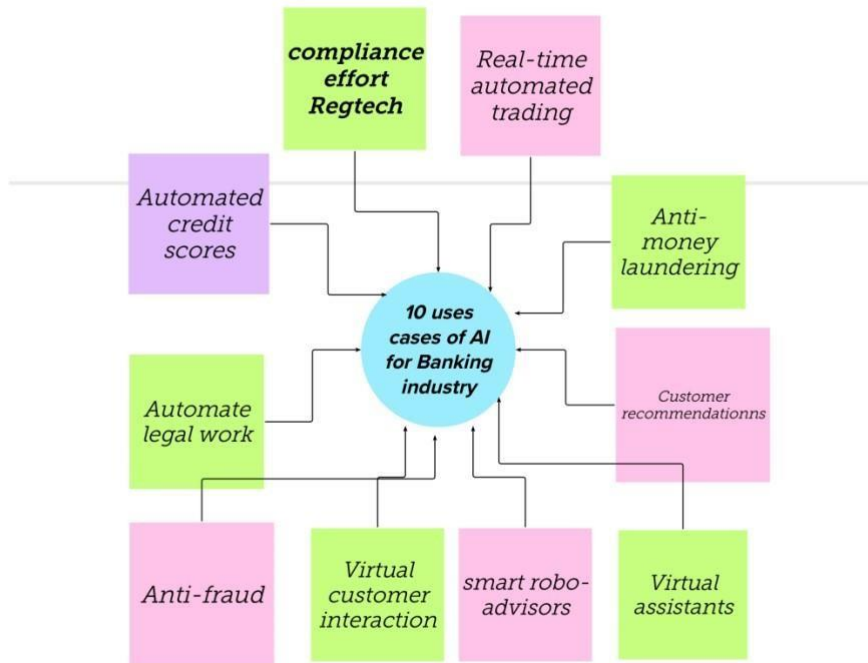 compliance
effort
Regtech
Real-time
automated
trading
Automated
credit
scores
Anti-
money
laundering
10 uses
cases of AI
for Banking
industry
Automate
legal work
Customer
recommendationns
Anti-fraud
Virtual
customer
interaction
smart robo-
advisors
Virtual
assistants